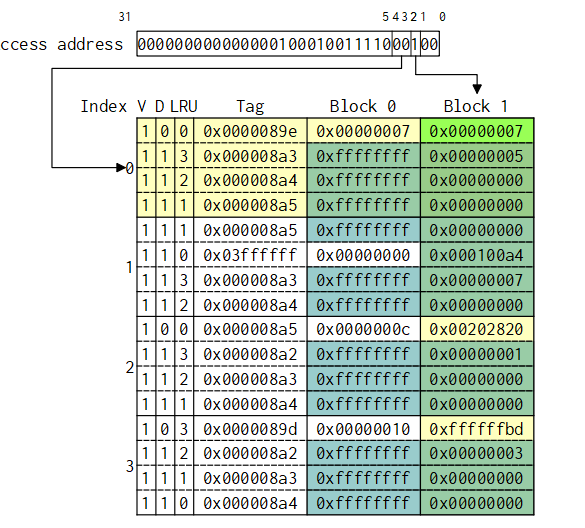 31 5 4 3 2 1 0
ccess address 00000000000000010001001111000100
Index V D LRU Tag Block 0 Block 1
1 0 0 0x0000089e 0x00000007 0x00000007
1 1 3 0x000008a3 0xffffffff 0x00000005
0
1 1 2 0x000008a4 0xffffffff 0x00000000
1 1 1 0x000008a5 0xffffffff 0x00000000
1 1 1 0x000008a5 0xffffffff 0x00000000
1 1 0 0x03ffffff 0x00000000 0x000100a4
1
1 1 3 0x000008a3 0xffffffff 0x00000007
1 1 2 0x000008a4 0xffffffff 0x00000000
1 0 0 0x000008a5 0x0000000c 0x00202820
1 1 3 0x000008a2 0xffffffff 0x00000001
2
1 1 2 0x000008a3 0xffffffff 0x00000000
1 1 1 0x000008a4 0xffffffff 0x00000000
1 0 3 0x0000089d 0x00000010 0xffffffbd
1 1 2 0x000008a2 0xffffffff 0x00000003
3
1 1 1 0x000008a3 0xffffffff 0x00000000
1 1 0 0x000008a4 0xffffffff 0x00000000